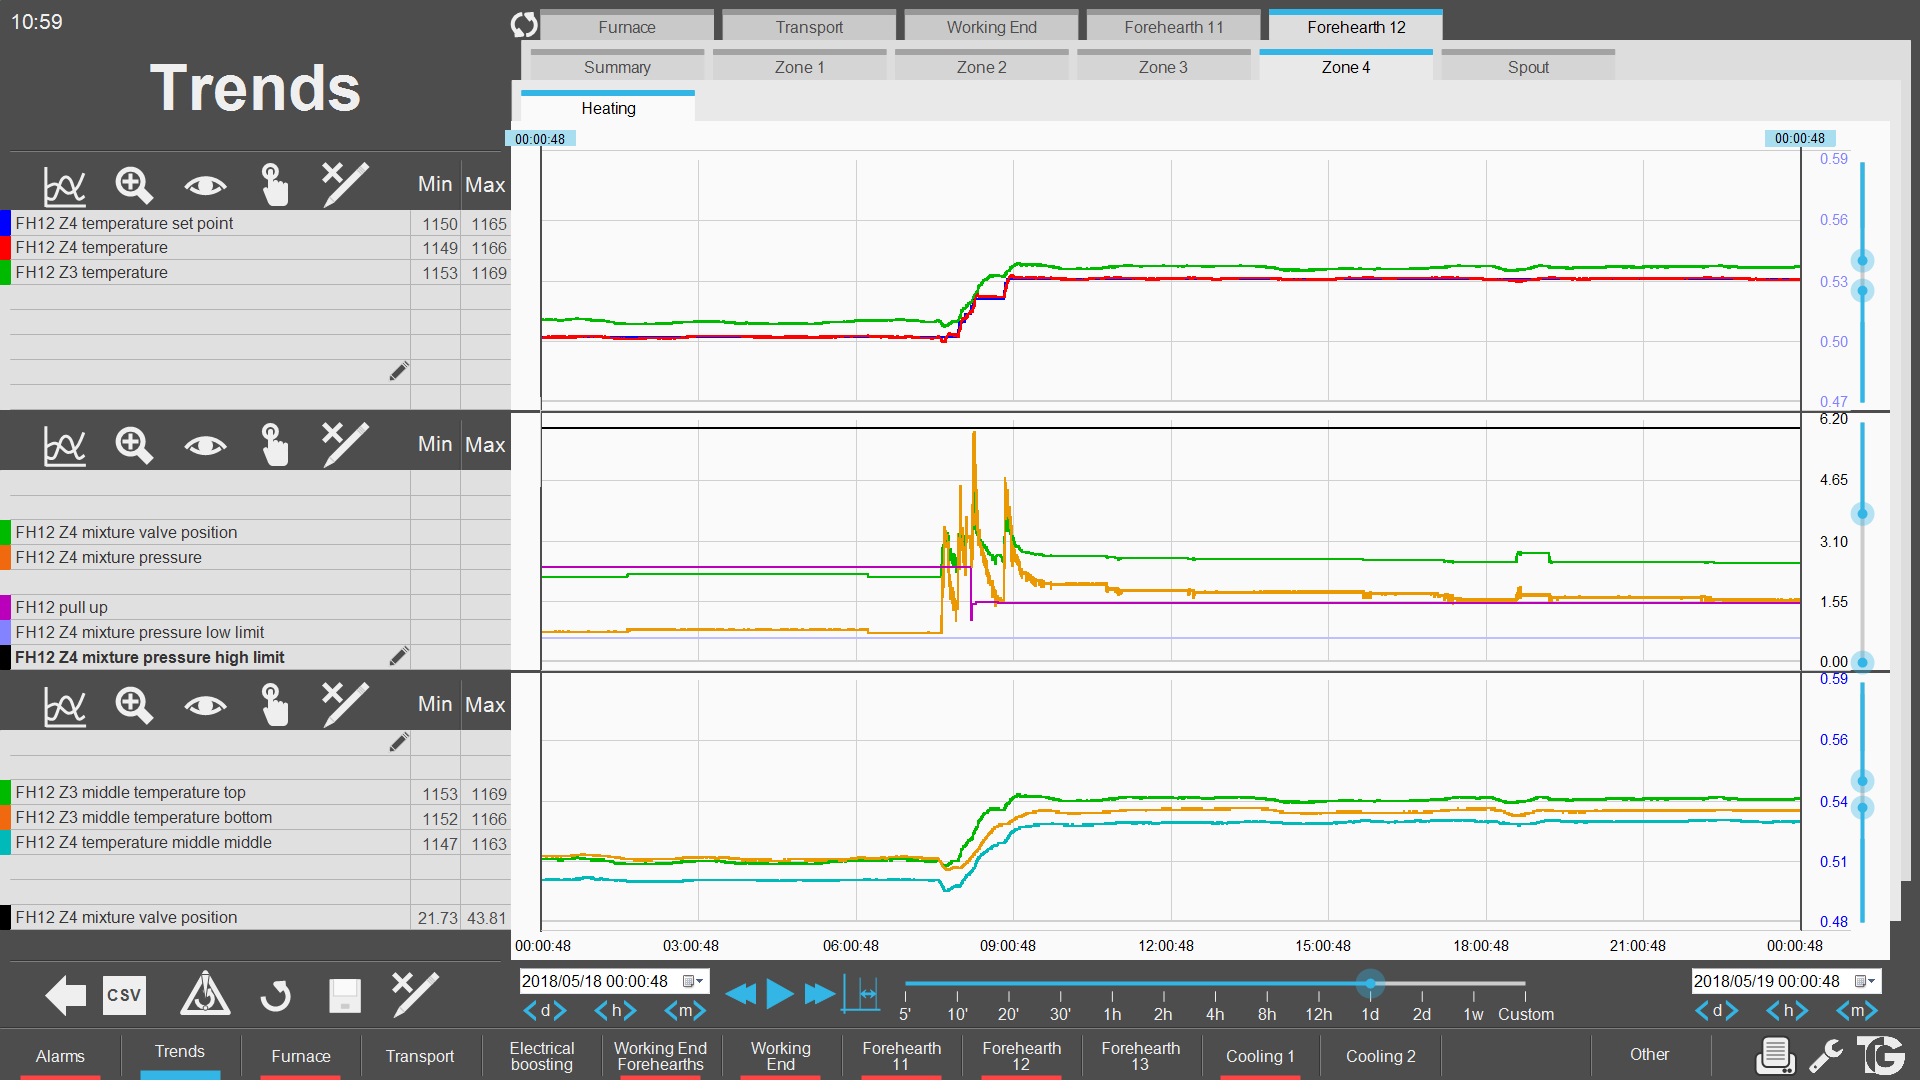 10:59
Trends
Furnace
Transport
Working End
Forehearth 11
Forehearth 12
Summary
Zone 1
Zone 2
Zone 3
Zone 4
Spout
Heating
00:00:48
00:00:48
Min Max
FH12 Z4 temperature set point 1150 1165
FH12 Z4 temperature 1149 1166
FH12 Z3 temperature 1153 1169
0.59
0.56
0.53
0.50
0.47
Min Max
FH12 Z4 mixture valve position
FH12 Z4 mixture pressure
FH12 pull up
FH12 Z4 mixture pressure low limit
FH12 Z4 mixture pressure high limit
6.20
4.65
3.10
1.55
0.00
Min Max
FH12 Z3 middle temperature top 1153 1169
FH12 Z3 middle temperature bottom 1152 1166
FH12 Z4 temperature middle middle 1147 1163
FH12 Z4 mixture valve position 21.73 43.81
0.59
0.56
0.54
0.51
0.48
00:00:48 03:00:48 06:00:48 09:00:48 12:00:48 15:00:48 18:00:48 21:00:48 00:00:48
CSV
2018/05/18 00:00:48
d h m
5' 10' 20' 30' 1h 2h 4h 8h 12h 1d 2d 1w Custom
2018/05/19 00:00:48
d h m
Alarms
Trends
Furnace
Transport
Electrical
boosting
Working End
Forehearths
Working
End
Forehearth
11
Forehearth
12
Forehearth
13
Cooling 1
Cooling 2
Other
TG